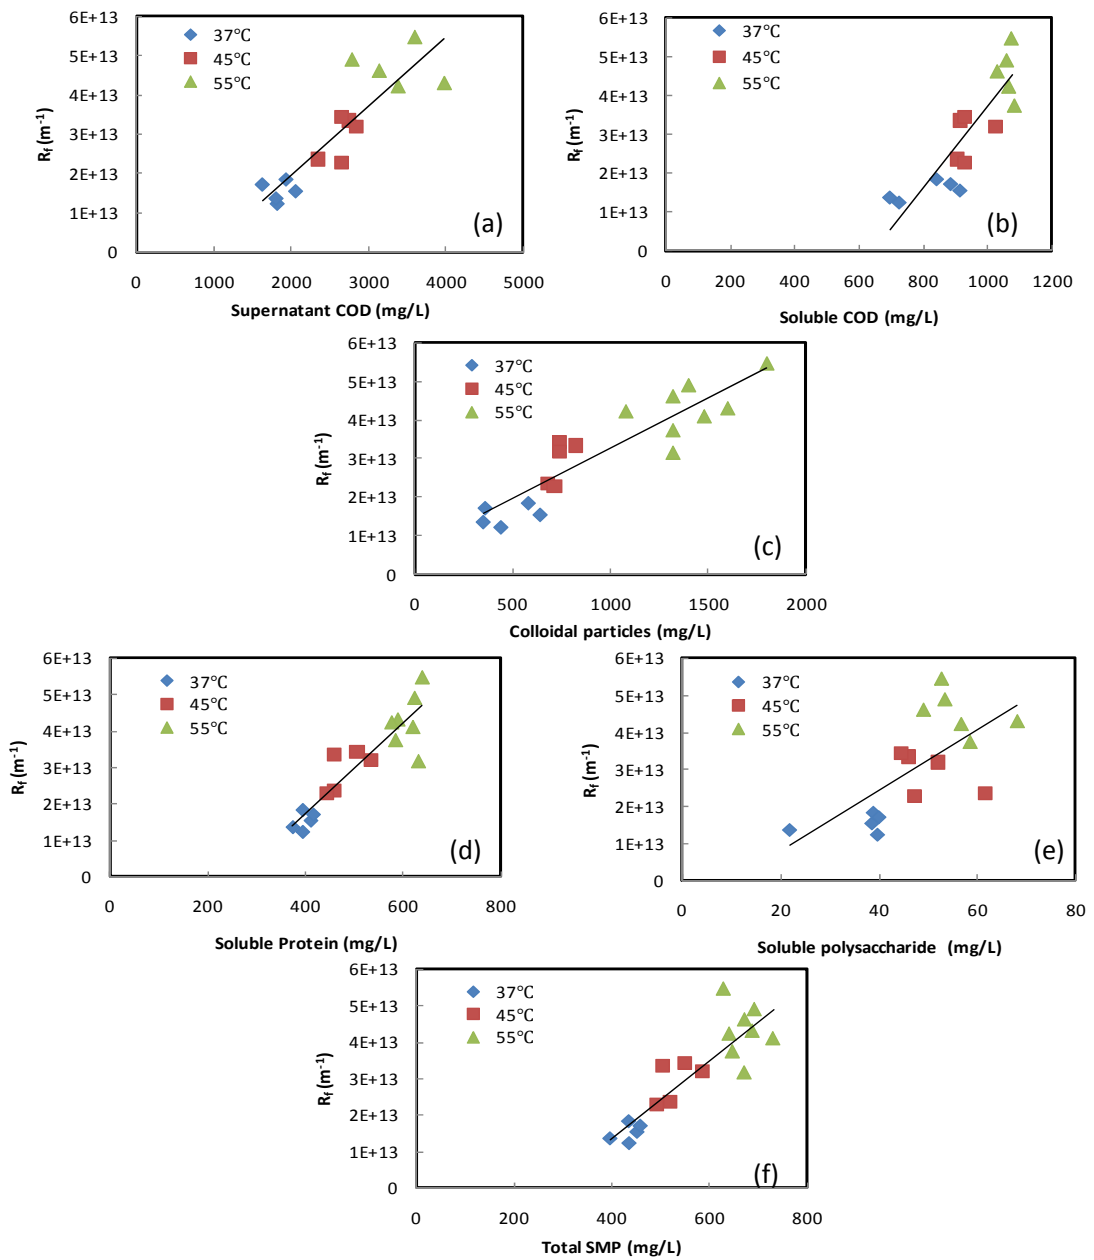 6E+13
5E+13
4E+13
3E+13
2E+13
1E+13
0
R_f (m^-1)
37°C
45°C
55°C
(a)
0 1000 2000 3000 4000 5000
Supernatant COD (mg/L)
6E+13
5E+13
4E+13
3E+13
2E+13
1E+13
0
R_f (m^-1)
37°C
45°C
55°C
(b)
0 200 400 600 800 1000 1200
Soluble COD (mg/L)
6E+13
5E+13
4E+13
3E+13
2E+13
1E+13
0
R_f (m^-1)
37°C
45°C
55°C
(c)
0 500 1000 1500 2000
Colloidal particles (mg/L)
6E+13
5E+13
4E+13
3E+13
2E+13
1E+13
0
R_f (m^-1)
37°C
45°C
55°C
(d)
0 200 400 600 800
Soluble Protein (mg/L)
6E+13
5E+13
4E+13
3E+13
2E+13
1E+13
0
R_f (m^-1)
37°C
45°C
55°C
(e)
0 20 40 60 80
Soluble polysaccharide (mg/L)
6E+13
5E+13
4E+13
3E+13
2E+13
1E+13
0
R_f (m^-1)
37°C
45°C
55°C
(f)
0 200 400 600 800
Total SMP (mg/L)